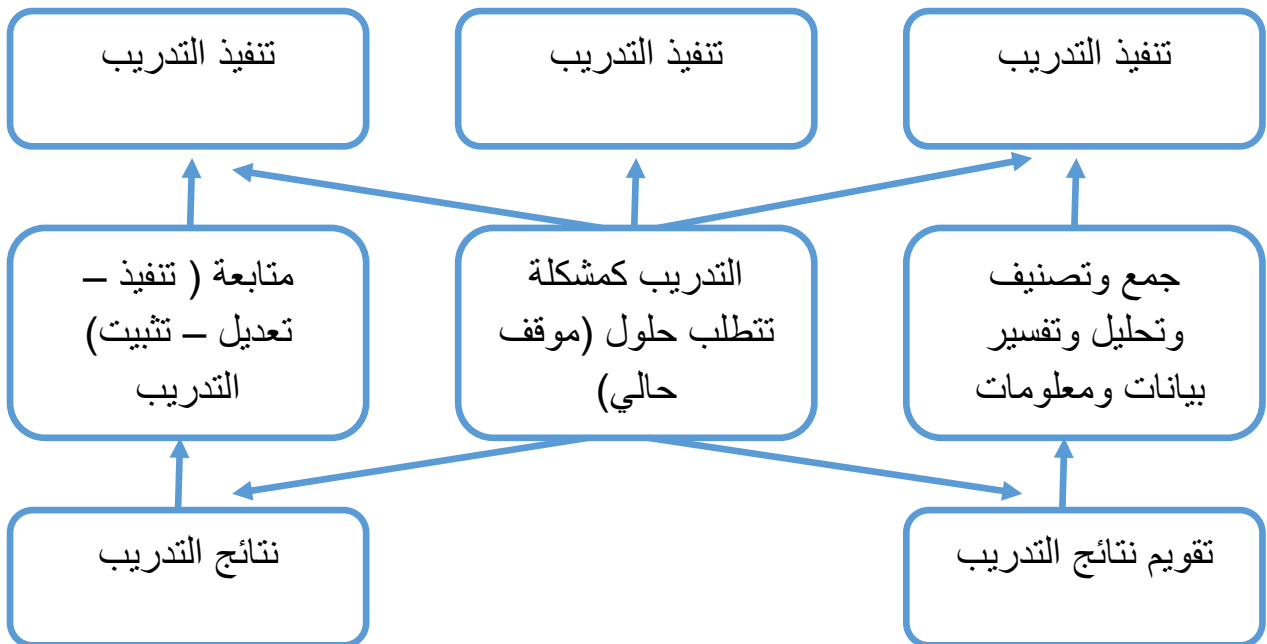 تنفيذ التدريب
تنفيذ التدريب
تنفيذ التدريب
جمع وتصنيف
وتحليل وتفسير
بيانات ومعلومات
التدريب كمشكلة
تتطلب حلول (موقف
حالي)
متابعة ( تنفيذ –
تعديل – تثبيت)
التدريب
تقويم نتائج التدريب
نتائج التدريب